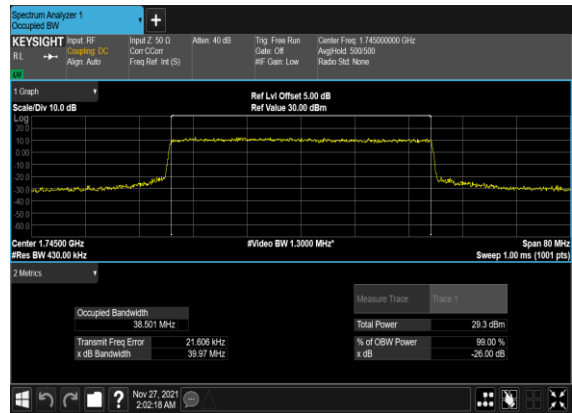 Spectrum Analyzer 1
Occupied BW
+
KEYSIGHT Input: RF Input Z: 50 Ω Atten: 40 dB Trig: Free Run Center Freq: 1.745000000 GHz
RL Coupling: DC Corr CCorr Gate: Off Avg|Hold: 500/500
Align: Auto Freq Ref: Int (S) #IF Gain: Low Radio Std: None
LW
1 Graph
Ref Lvl Offset 5.00 dB
Scale/Div 10.0 dB Ref Value 30.00 dBm
Log
20.0
10.0
0.00
-10.0
-20.0
-30.0
-40.0
-50.0
-60.0
Center 1.74500 GHz #Video BW 1.3000 MHz* Span 80 MHz
#Res BW 430.00 kHz Sweep 1.00 ms (1001 pts)
2 Metrics
Measure Trace Trace 1
Occupied Bandwidth
38.501 MHz Total Power 29.3 dBm
Transmit Freq Error 21.606 kHz % of OBW Power 99.00 %
x dB Bandwidth 39.97 MHz x dB -26.00 dB
? Nov 27, 2021
2:02:18 AM